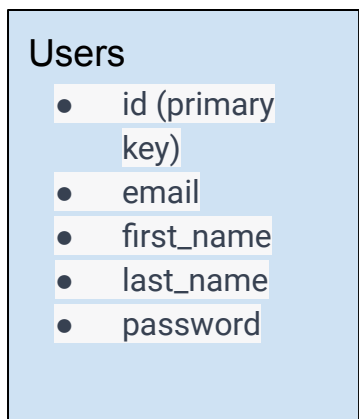 Users
● id (primary
key)
● email
● first_name
● last_name
● password